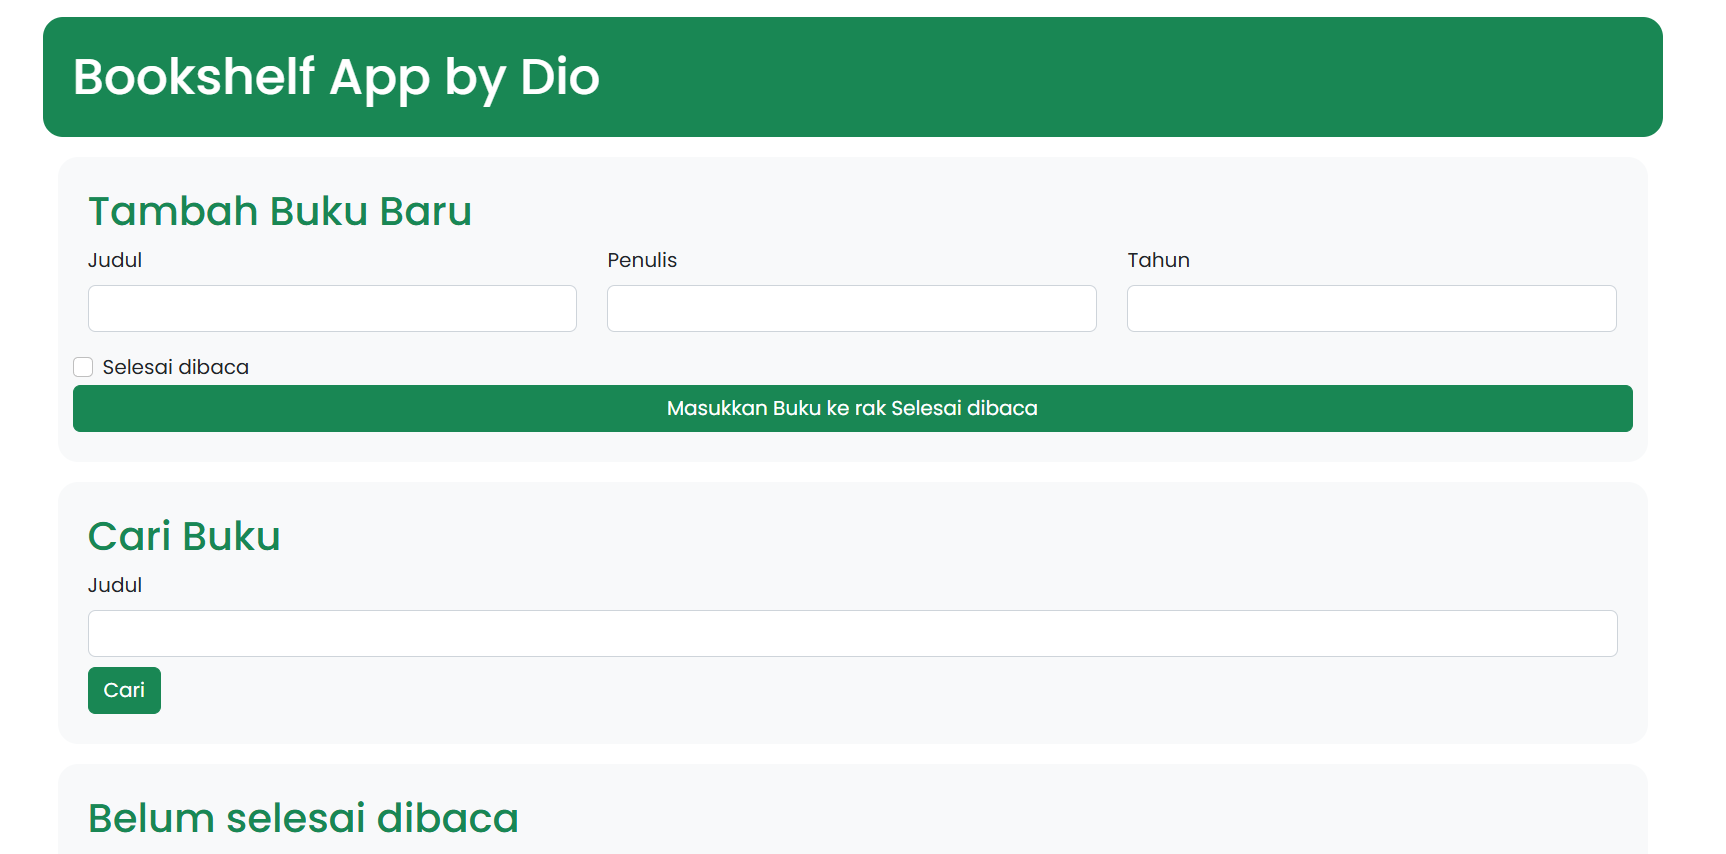 Bookshelf App by Dio
Tambah Buku Baru
Judul
Penulis
Tahun
Selesai dibaca
Masukkan Buku ke rak Selesai dibaca
Cari Buku
Judul
Cari
Belum selesai dibaca